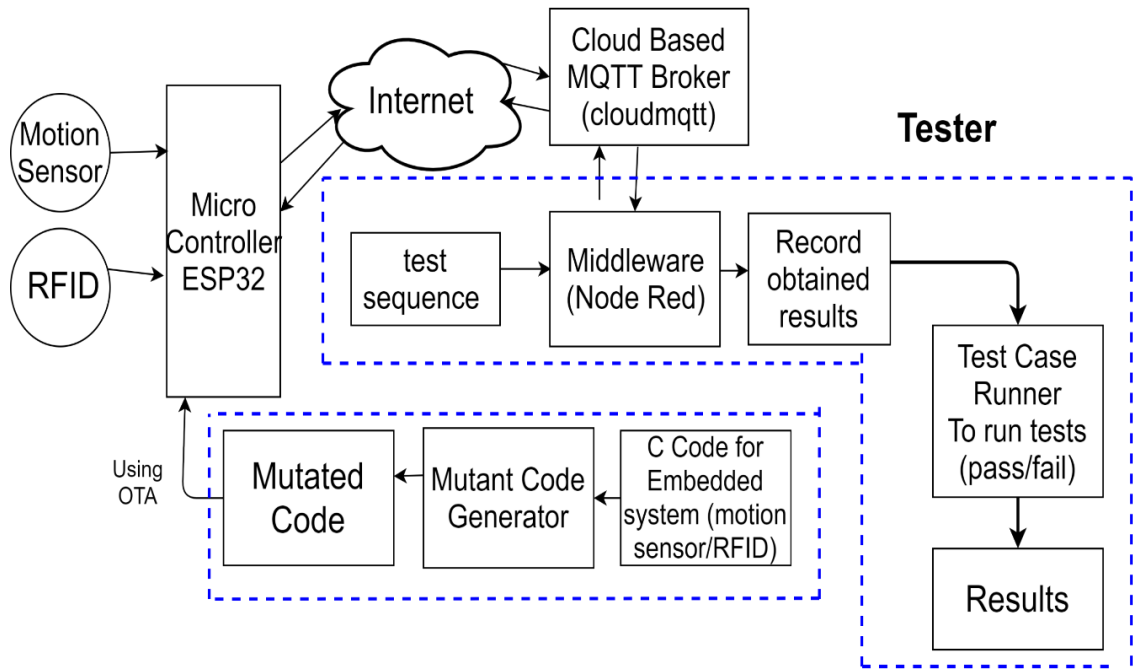 Cloud Based
MQTT Broker
(cloudmqtt)
Internet
Tester
Motion
Sensor
Micro
Controller
ESP32
RFID
test
sequence
Middleware
(Node Red)
Record
obtained
results
Test Case
Runner
To run tests
(pass/fail)
Using
OTA
Mutated
Code
Mutant Code
Generator
C Code for
Embedded
system (motion
sensor/RFID)
Results